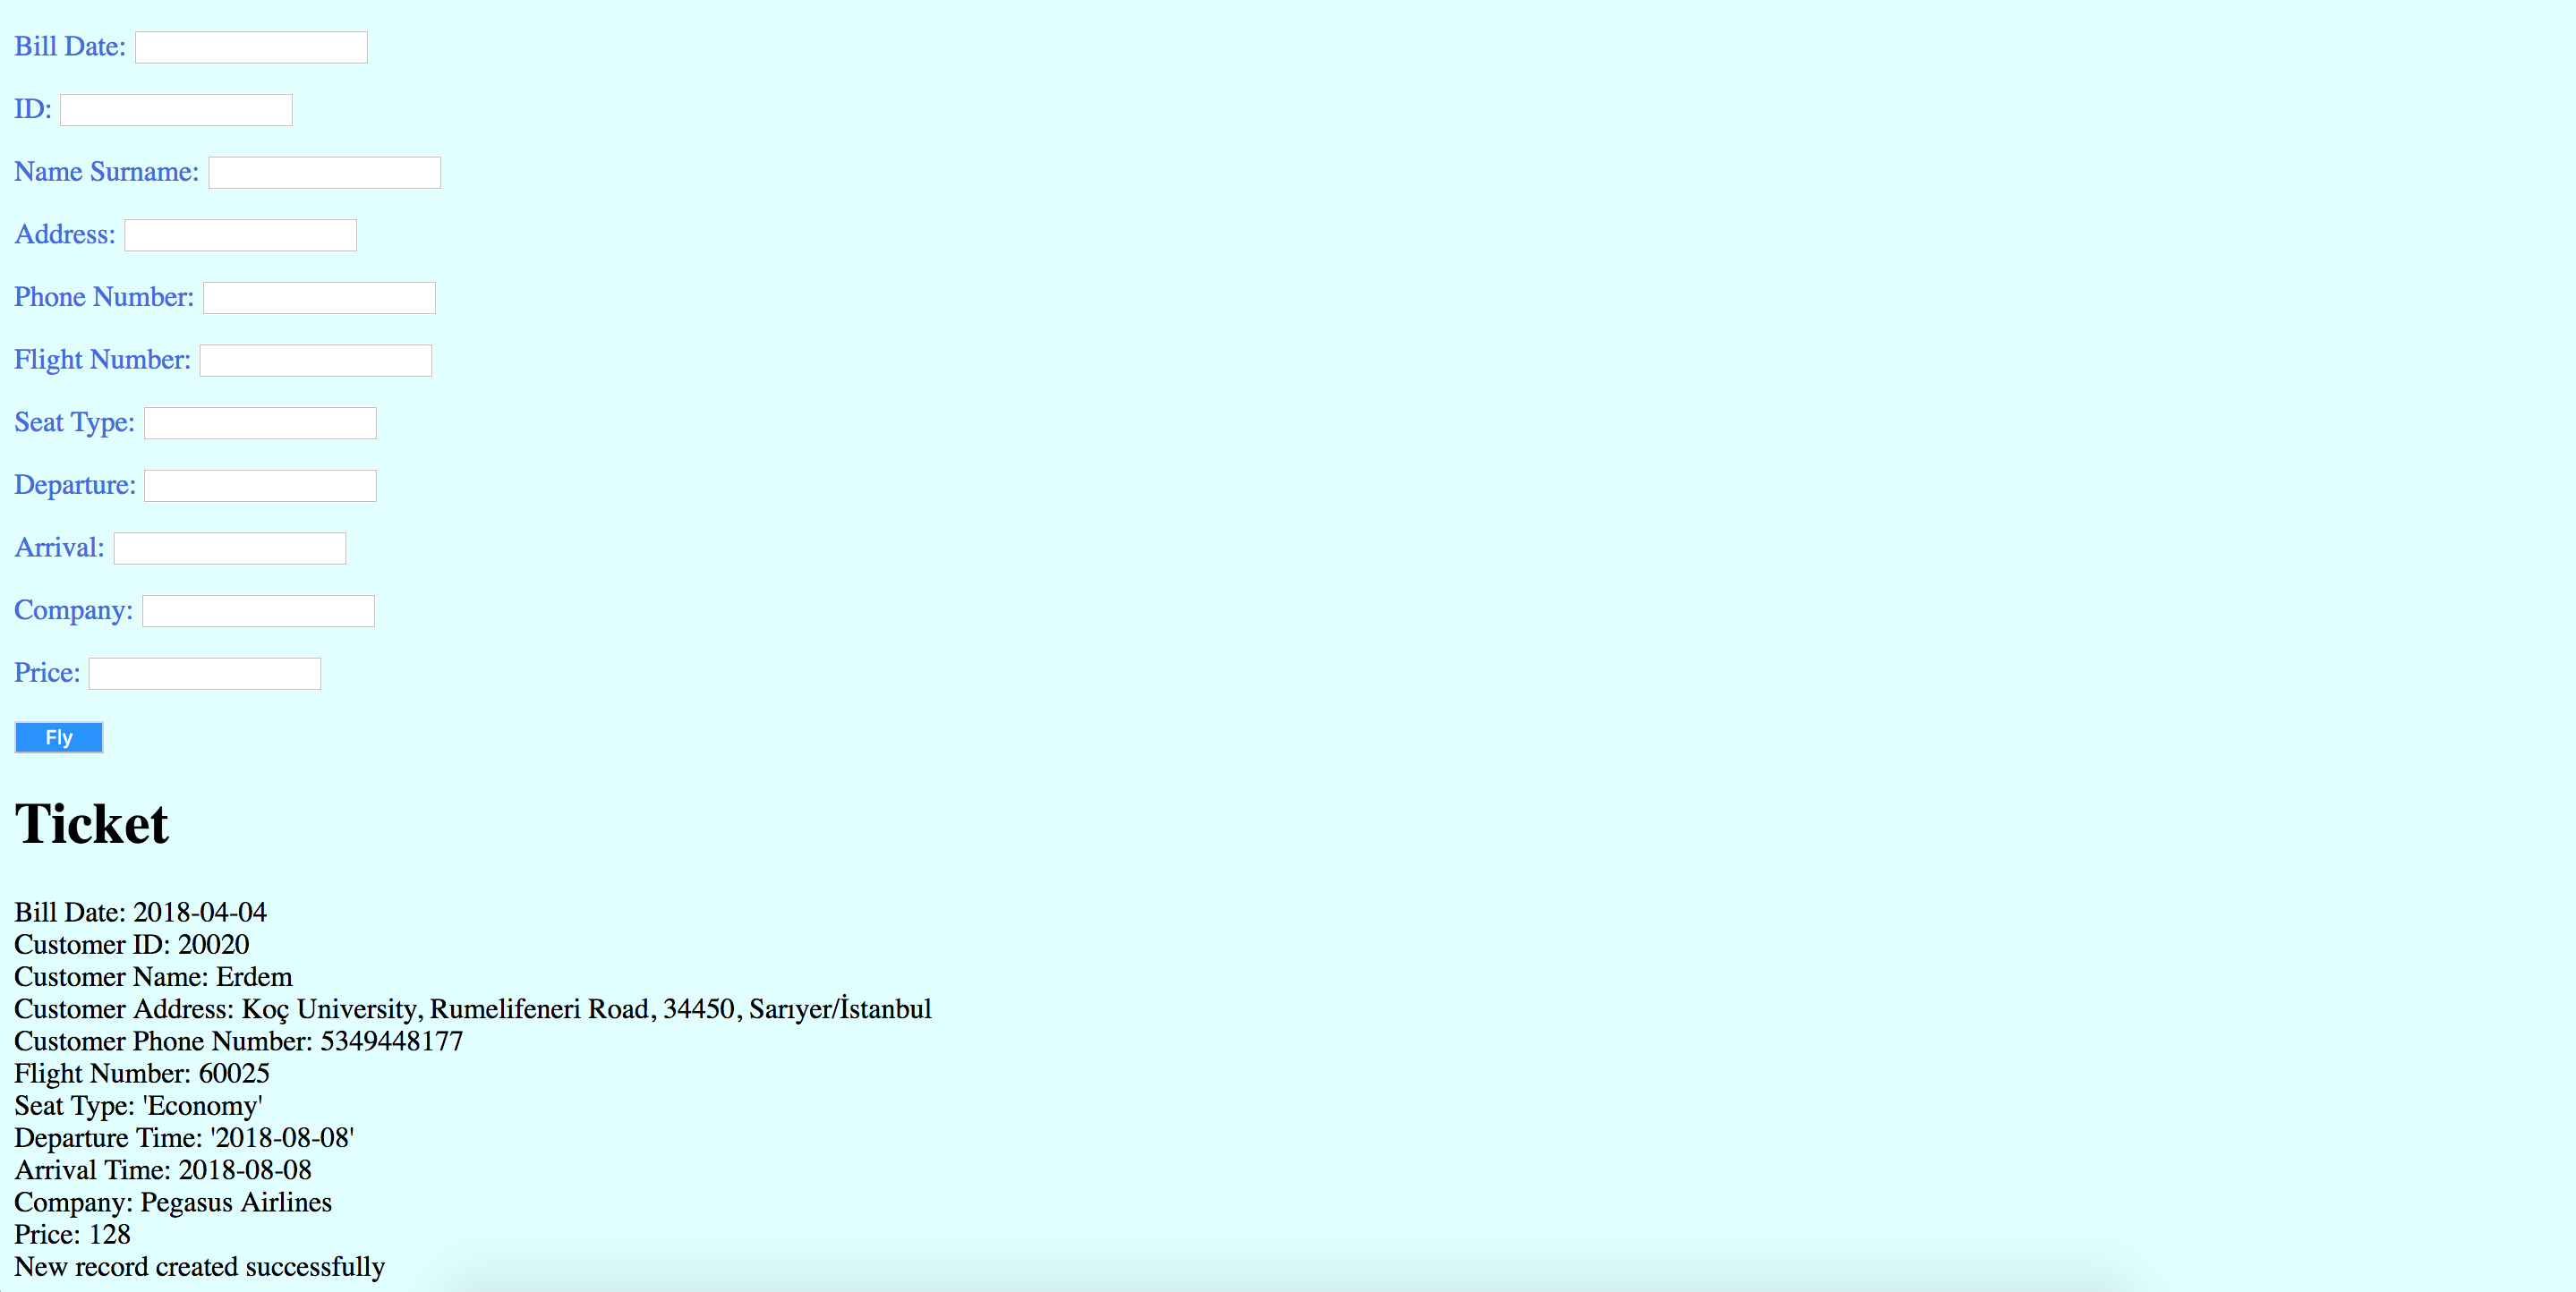 Bill Date:
ID:
Name Surname:
Address:
Phone Number:
Flight Number:
Seat Type:
Departure:
Arrival:
Company:
Price:
Fly
Ticket
Bill Date: 2018-04-04
Customer ID: 20020
Customer Name: Erdem
Customer Address: Koç University, Rumelifeneri Road, 34450, Sarıyer/İstanbul
Customer Phone Number: 5349448177
Flight Number: 60025
Seat Type: 'Economy'
Departure Time: '2018-08-08'
Arrival Time: 2018-08-08
Company: Pegasus Airlines
Price: 128
New record created successfully